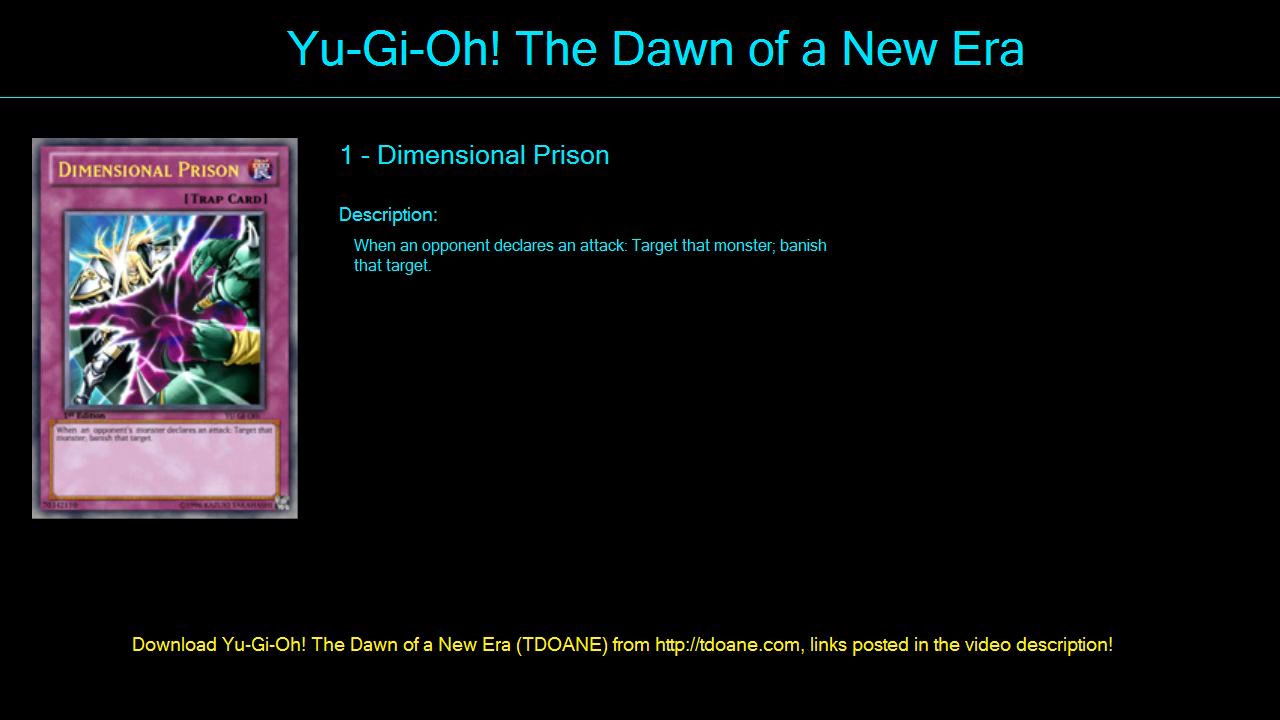 Yu-Gi-Oh! The Dawn of a New Era
DIMENSIONAL PRISON
[TRAP CARD]
1st Edition
When an opponent's monster declares an attack: Target that
monster; banish that target.
©1996 KAZUKI TAKAHASHI
1 - Dimensional Prison
Description:
When an opponent declares an attack: Target that monster; banish
that target.
Download Yu-Gi-Oh! The Dawn of a New Era (TDOANE) from http://tdoane.com, links posted in the video description!